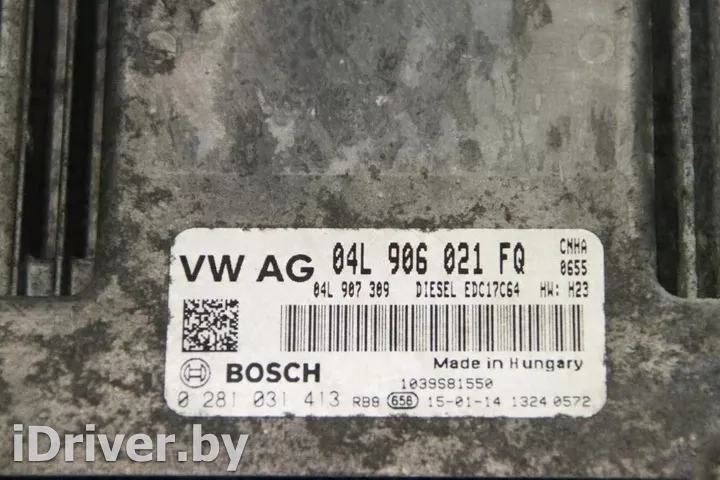 VW AG 04L 906 021 FQ CNHA
0655
04L 907 309 DIESEL EDC17C64 HW: H23
BOSCH Made in Hungary
1039S81550
0 281 031 413 RB9 656 15-01-14 1324 0572
iDriver.by